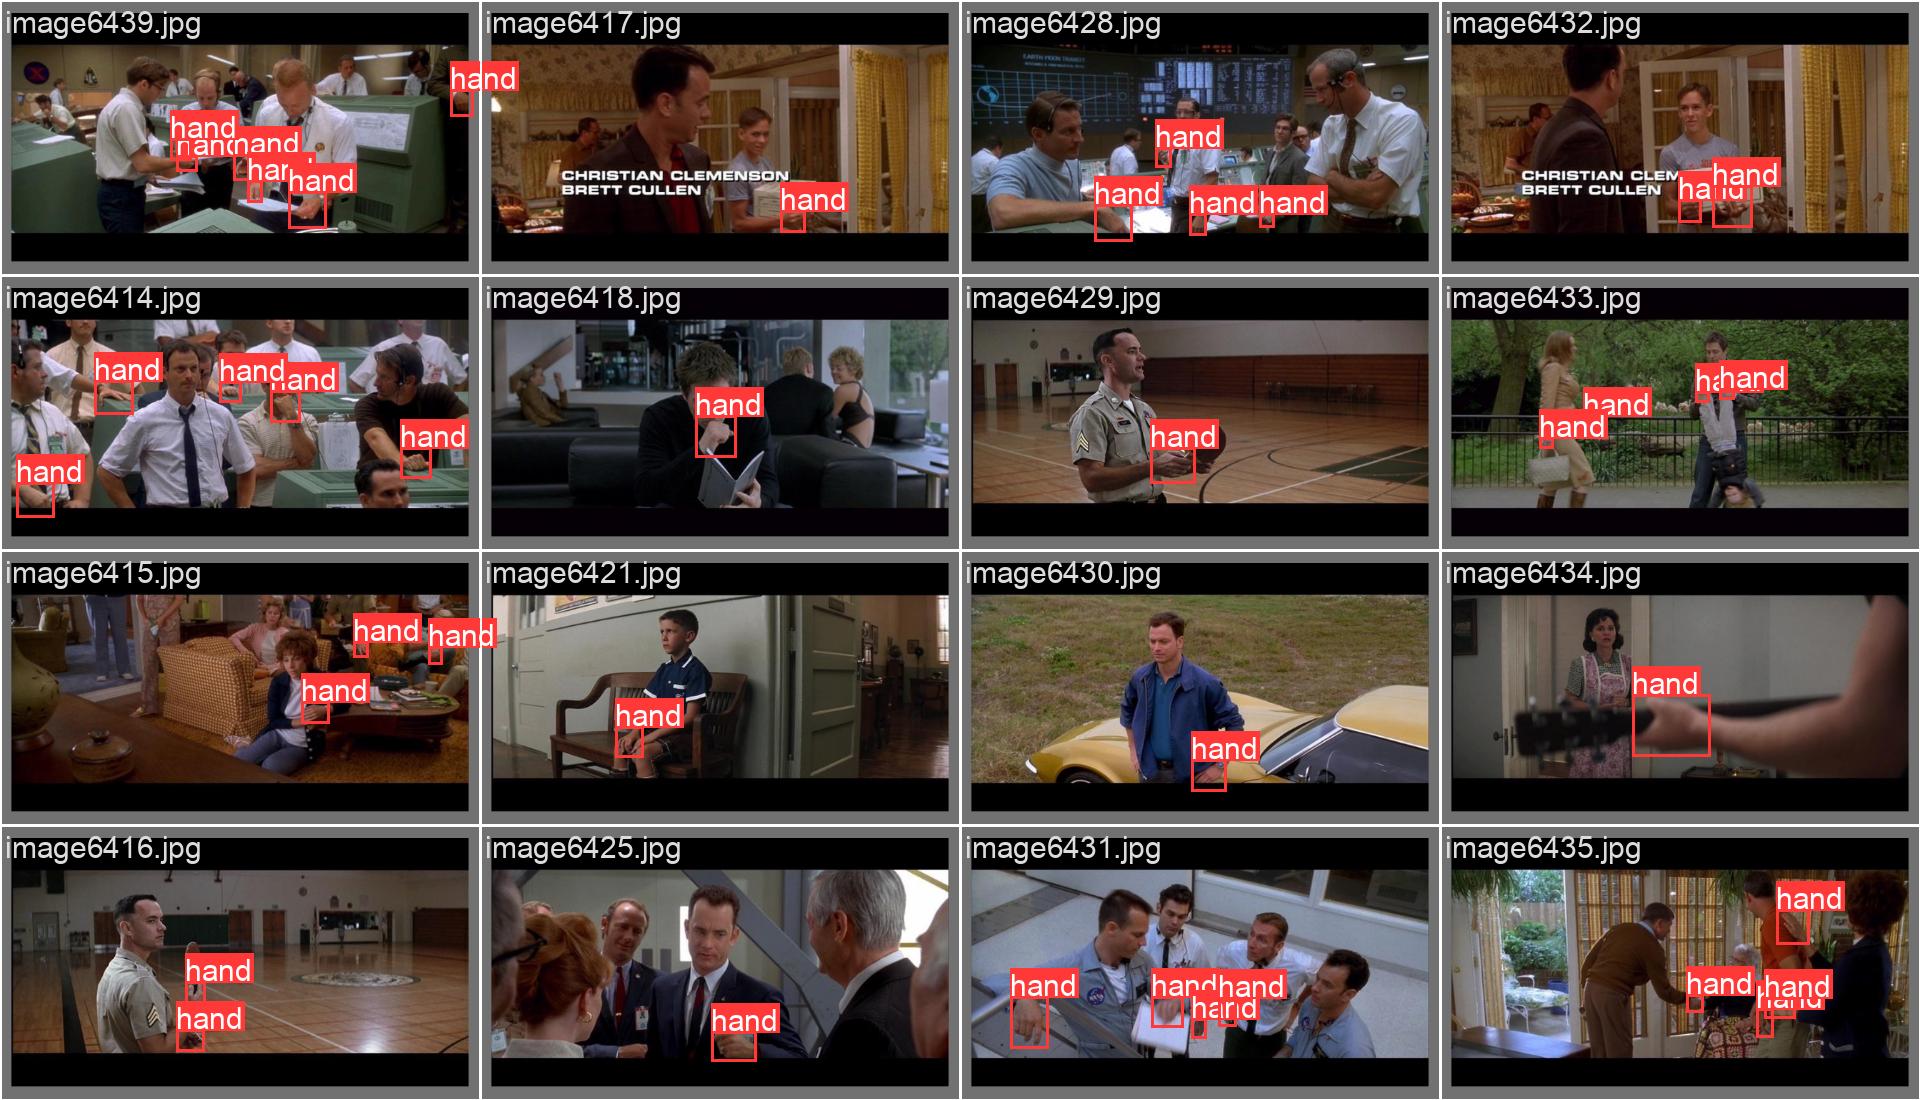 image6439.jpg
image6417.jpg
image6428.jpg
image6432.jpg
hand
hand
hand
hand
hand
hand
CHRISTIAN CLEMENSON
BRETT CULLEN
hand
EARTH MOON TRANSIT
hand
hand
hand
hand
CHRISTIAN CLEM
BRETT CULLEN
hand
hand
image6414.jpg
image6418.jpg
image6429.jpg
image6433.jpg
hand
hand
hand
hand
hand
hand
hand
hand
hand
ha
hand
image6415.jpg
image6421.jpg
image6430.jpg
image6434.jpg
hand
hand
hand
hand
hand
hand
image6416.jpg
image6425.jpg
image6431.jpg
image6435.jpg
hand
hand
hand
hand
hand
hand
hand
hand
hand
hand
hand